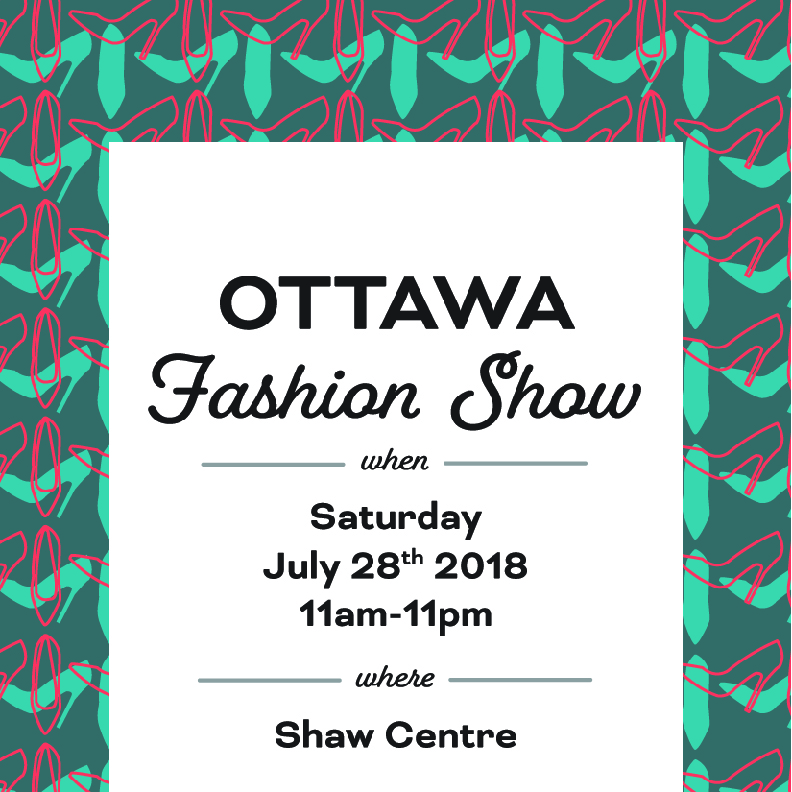 OTTAWA
Fashion Show
when
Saturday
July 28th 2018
11am-11pm
where
Shaw Centre